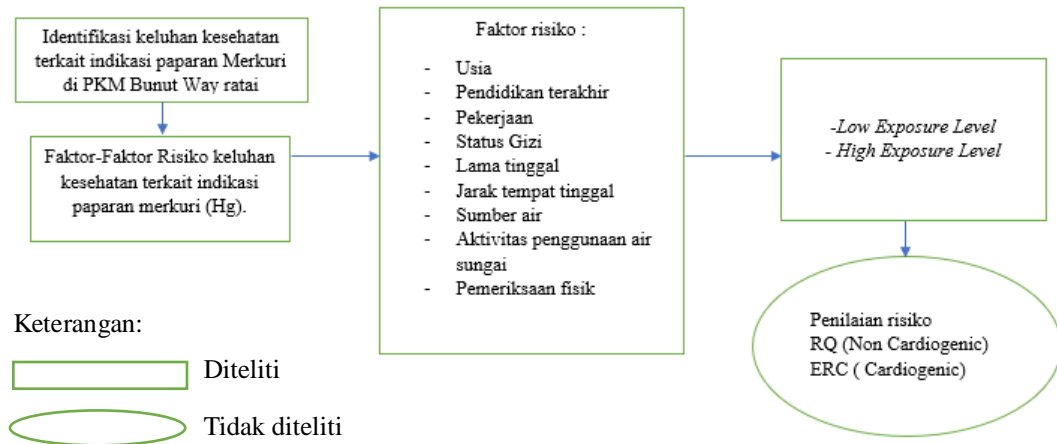 Identifikasi keluhan kesehatan
terkait indikasi paparan Merkuri
di PKM Bunut Way ratai
Faktor-Faktor Risiko keluhan
kesehatan terkait indikasi
paparan merkuri (Hg).
Faktor risiko :
- Usia
- Pendidikan terakhir
- Pekerjaan
- Status Gizi
- Lama tinggal
- Jarak tempat tinggal
- Sumber air
- Aktivitas penggunaan air
sungai
- Pemeriksaan fisik
-Low Exposure Level
- High Exposure Level
Penilaian risiko
RQ (Non Cardiogenic)
ERC ( Cardiogenic)
Keterangan:
Diteliti
Tidak diteliti